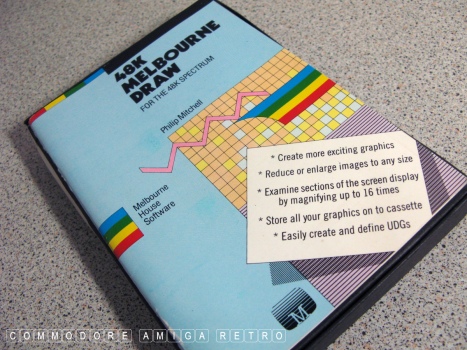 48K
MELBOURNE
DRAW
FOR THE 48K SPECTRUM
Philip Mitchell
* Create more exciting graphics
* Reduce or enlarge images to any size
* Examine sections of the screen display
by magnifying up to 16 times
* Store all your graphics on to cassette
* Easily create and define UDGs
Melbourne
House
Software
M
COMMODORE AMIGA RETRO